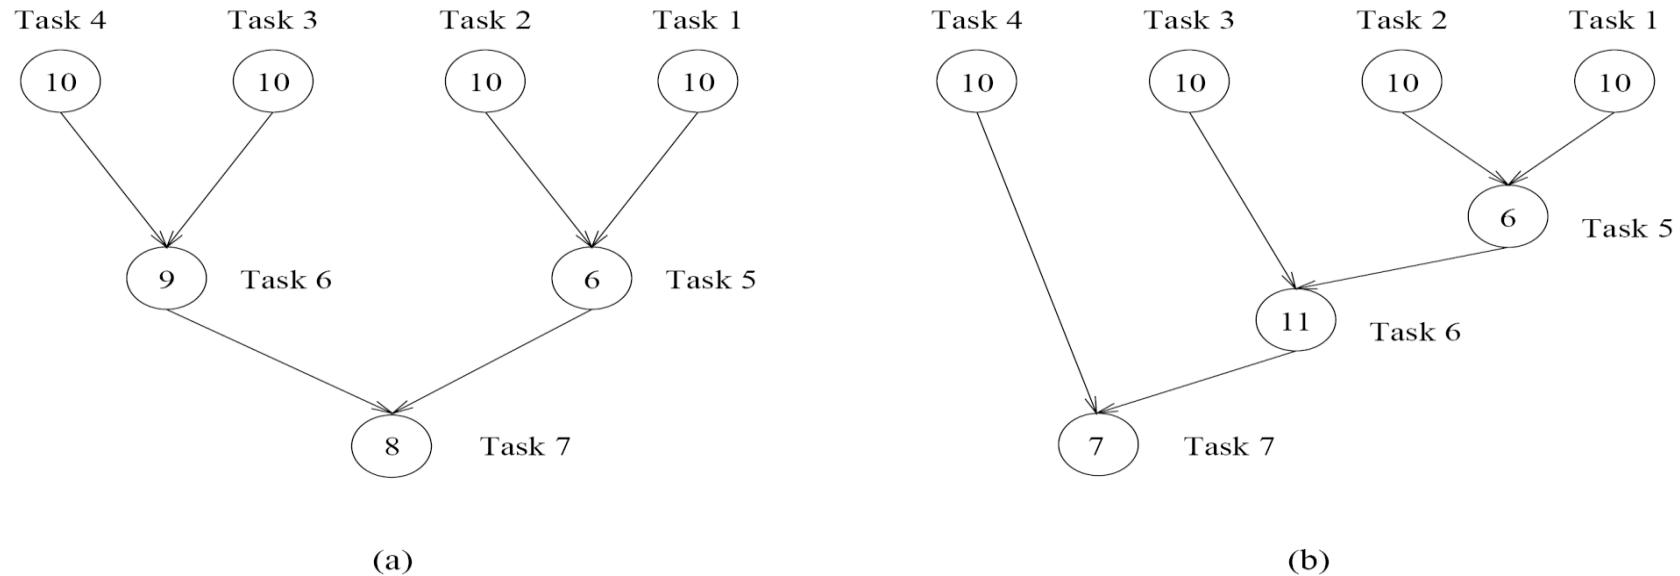 Task 4 Task 3 Task 2 Task 1
10 10 10 10
9 Task 6 6 Task 5
8 Task 7
(a)
Task 4 Task 3 Task 2 Task 1
10 10 10 10
6 Task 5
11 Task 6
7 Task 7
(b)